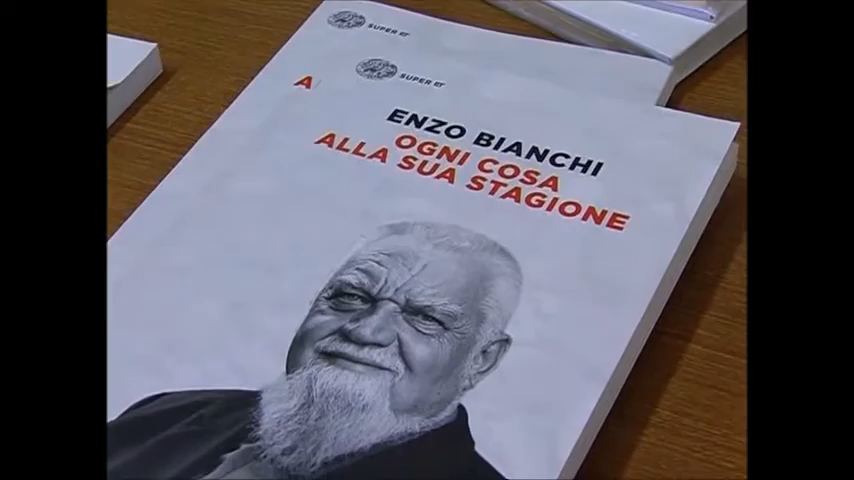 SUPER ET
SUPER ET
A
ENZO BIANCHI
OGNI COSA
ALLA SUA STAGIONE